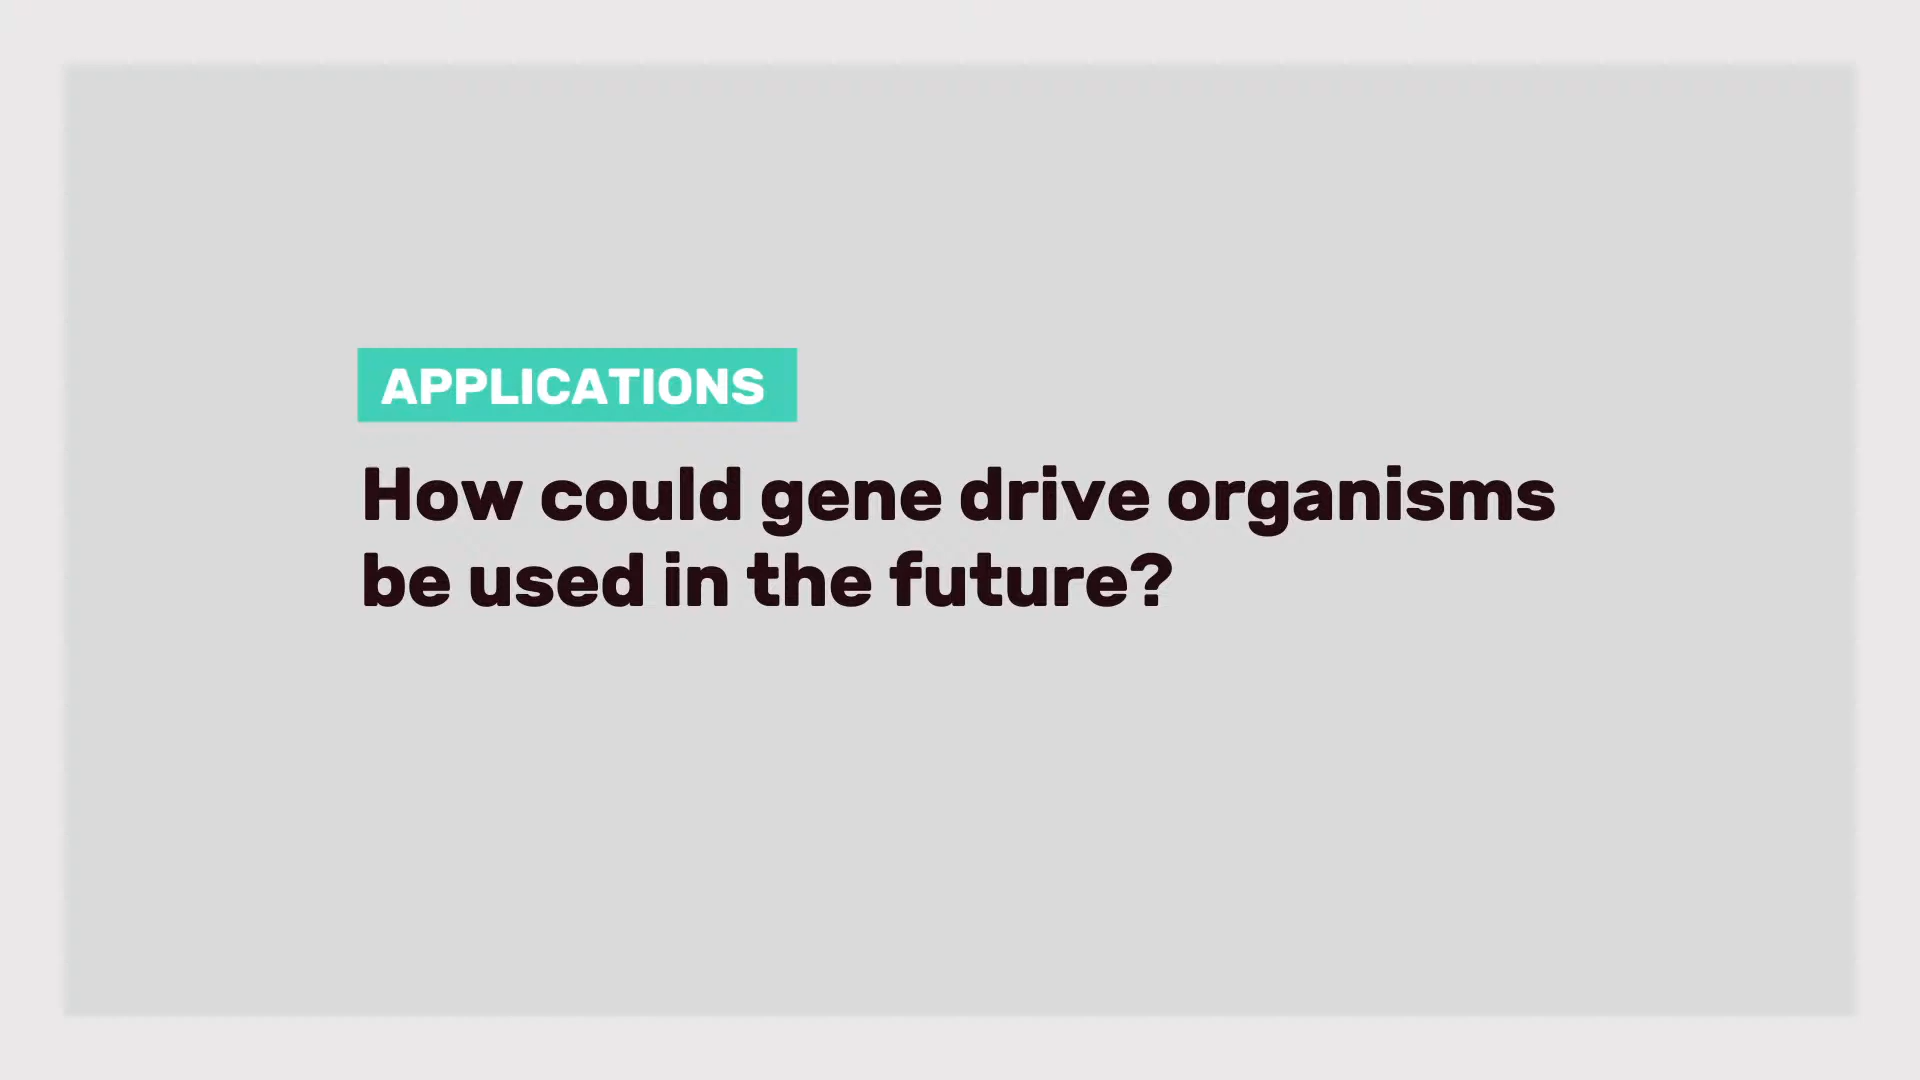 APPLICATIONS
How could gene drive organisms
be used in the future?